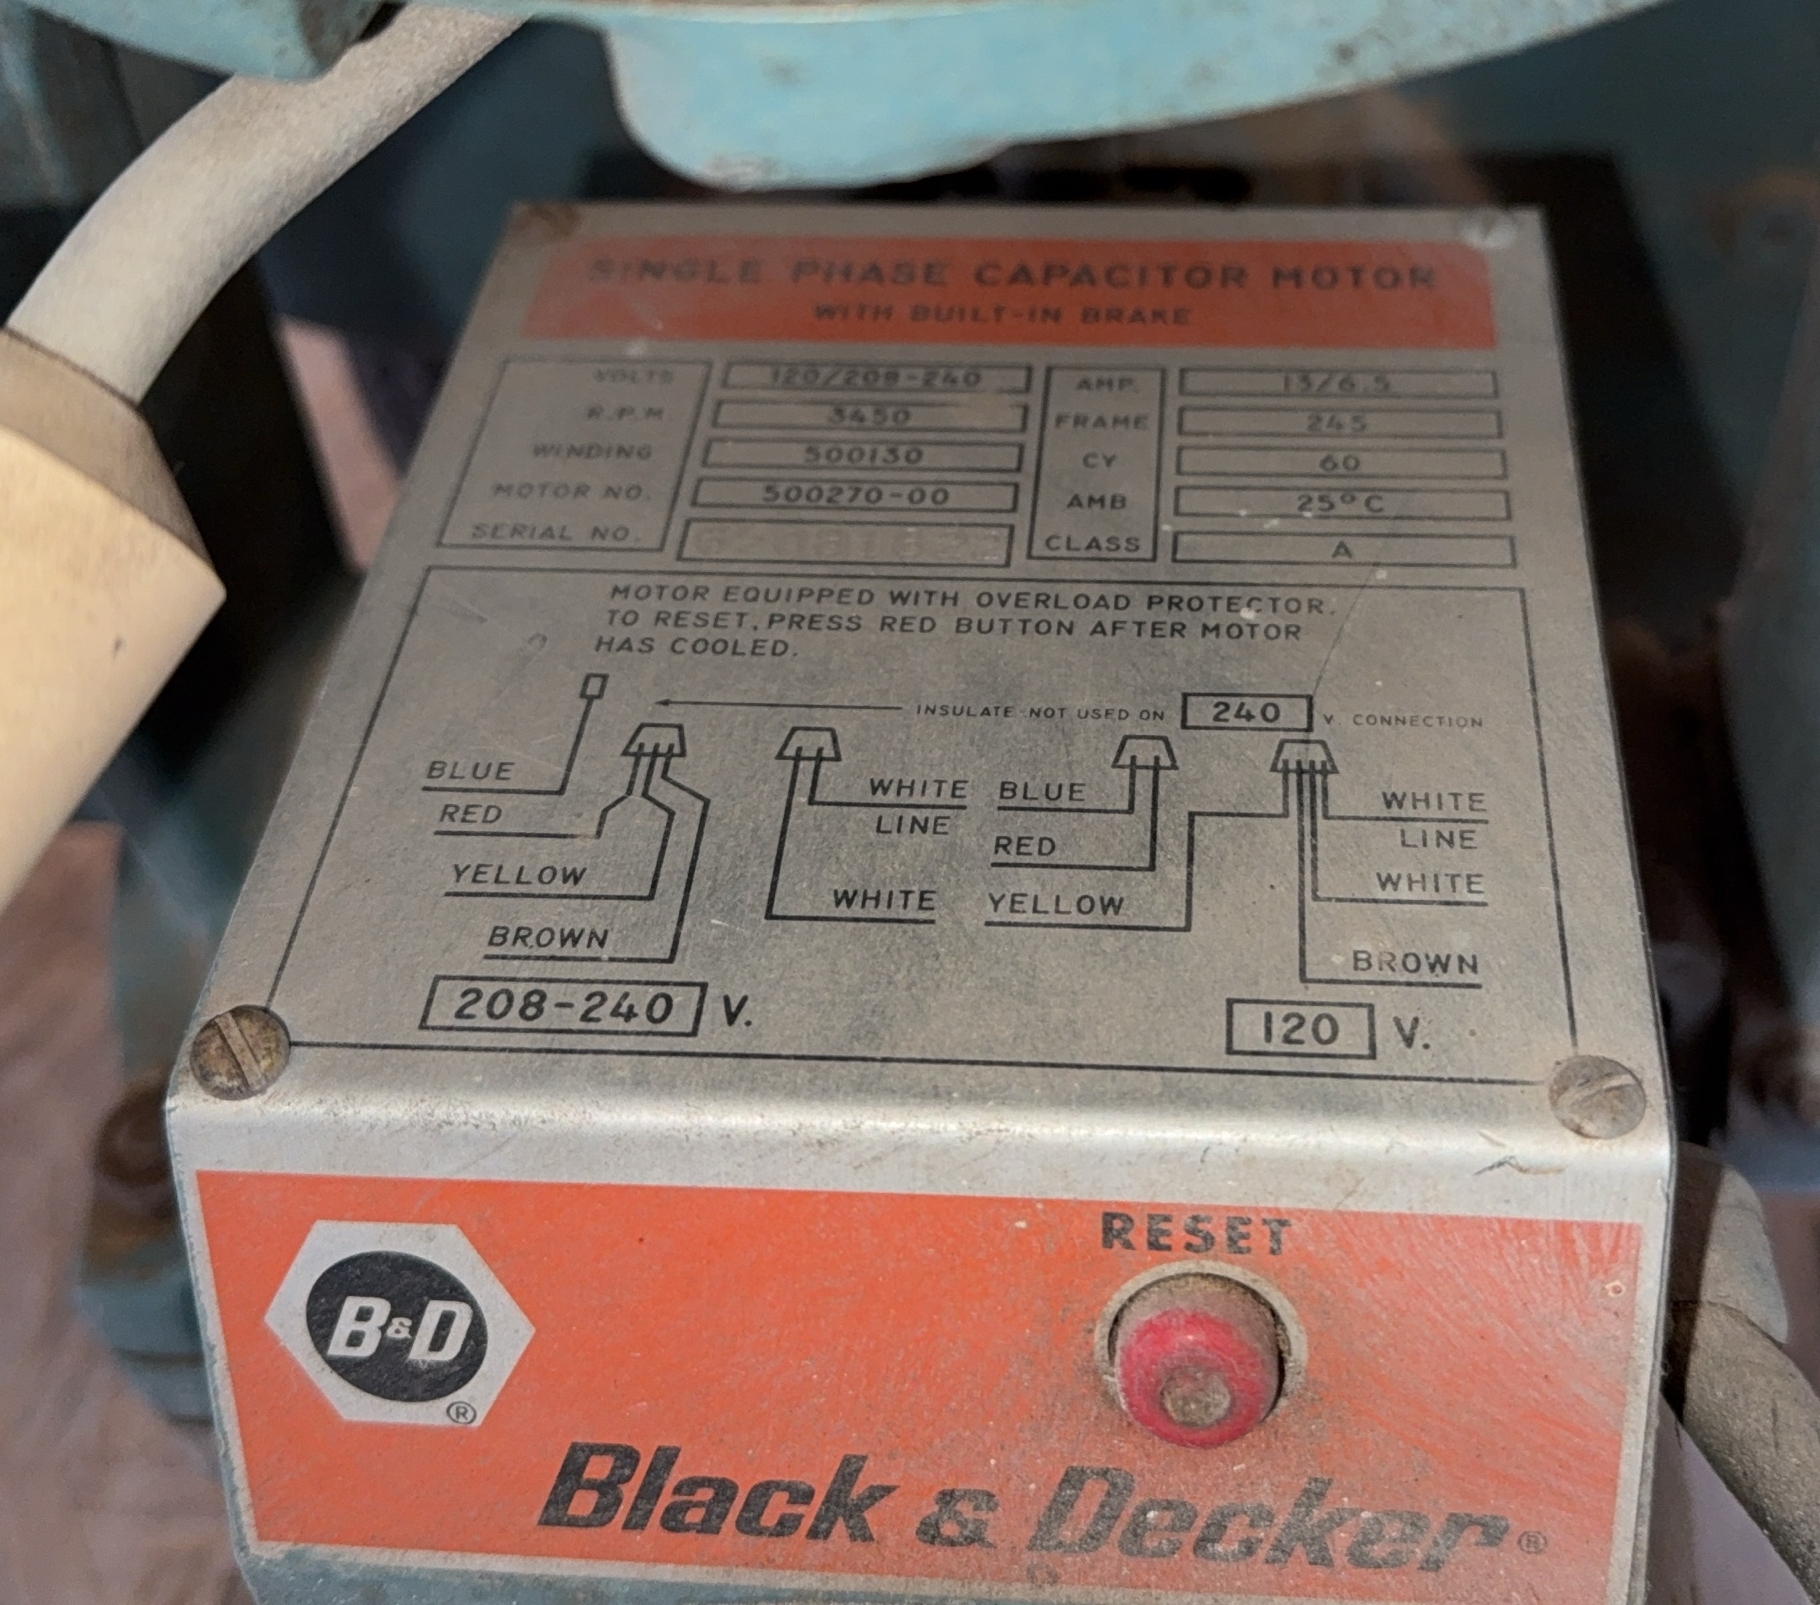 SINGLE PHASE CAPACITOR MOTOR
WITH BUILT-IN BRAKE
VOLTS 120/208-240 AMP. 13/6.5
R.P.M 3450 FRAME 245
WINDING 500130 CY 60
MOTOR NO. 500270-00 AMB 25°C
SERIAL NO. CLASS A
MOTOR EQUIPPED WITH OVERLOAD PROTECTOR.
TO RESET, PRESS RED BUTTON AFTER MOTOR
HAS COOLED.
INSULATE-NOT USED ON 240 V. CONNECTION
BLUE
RED
YELLOW
BROWN
WHITE
LINE
WHITE
208-240 V.
BLUE
RED
YELLOW
WHITE
LINE
WHITE
BROWN
120 V.
RESET
B&D
®
Black & Decker®